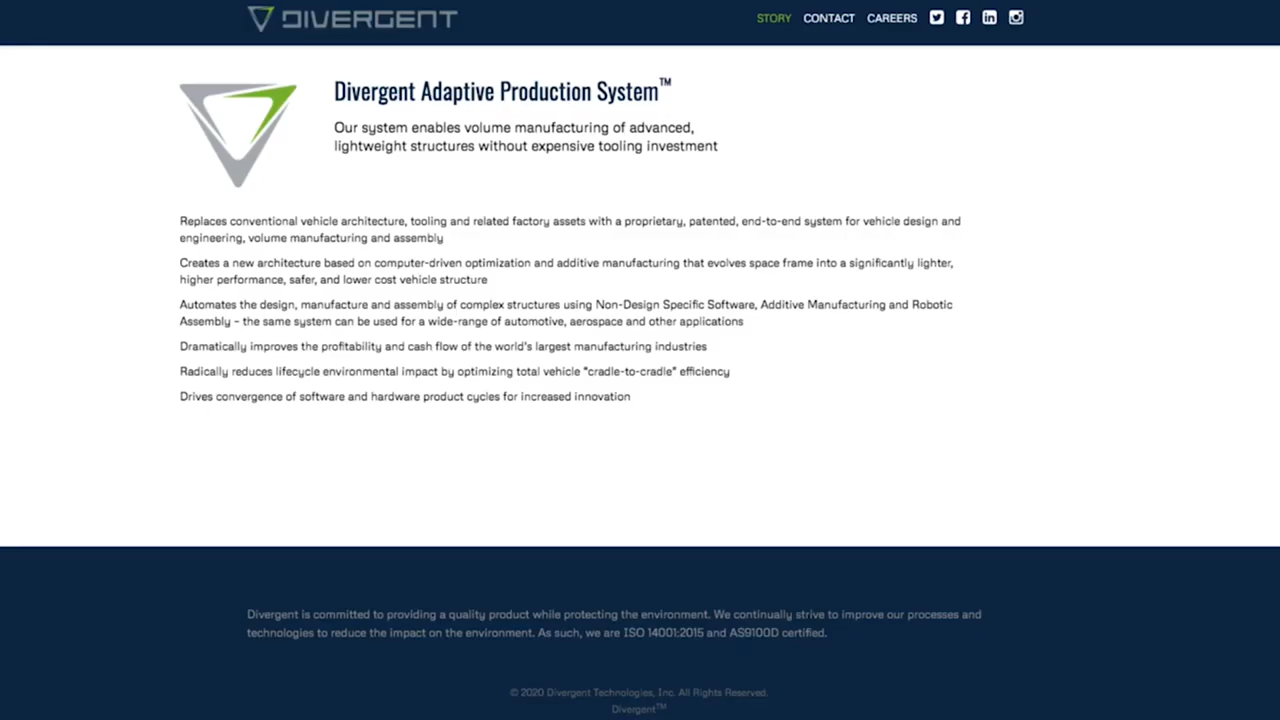 DIVERGENT
STORY CONTACT CAREERS
Divergent Adaptive Production System™
Our system enables volume manufacturing of advanced,
lightweight structures without expensive tooling investment
Replaces conventional vehicle architecture, tooling and related factory assets with a proprietary, patented, end-to-end system for vehicle design and
engineering, volume manufacturing and assembly
Creates a new architecture based on computer-driven optimization and additive manufacturing that evolves space frame into a significantly lighter,
higher performance, safer, and lower cost vehicle structure
Automates the design, manufacture and assembly of complex structures using Non-Design Specific Software, Additive Manufacturing and Robotic
Assembly – the same system can be used for a wide-range of automotive, aerospace and other applications
Dramatically improves the profitability and cash flow of the world's largest manufacturing industries
Radically reduces lifecycle environmental impact by optimizing total vehicle "cradle-to-cradle" efficiency
Drives convergence of software and hardware product cycles for increased innovation
Divergent is committed to providing a quality product while protecting the environment. We continually strive to improve our processes and
technologies to reduce the impact on the environment. As such, we are ISO 14001:2015 and AS9100D certified.
© 2020 Divergent Technologies, Inc. All Rights Reserved.
Divergent™